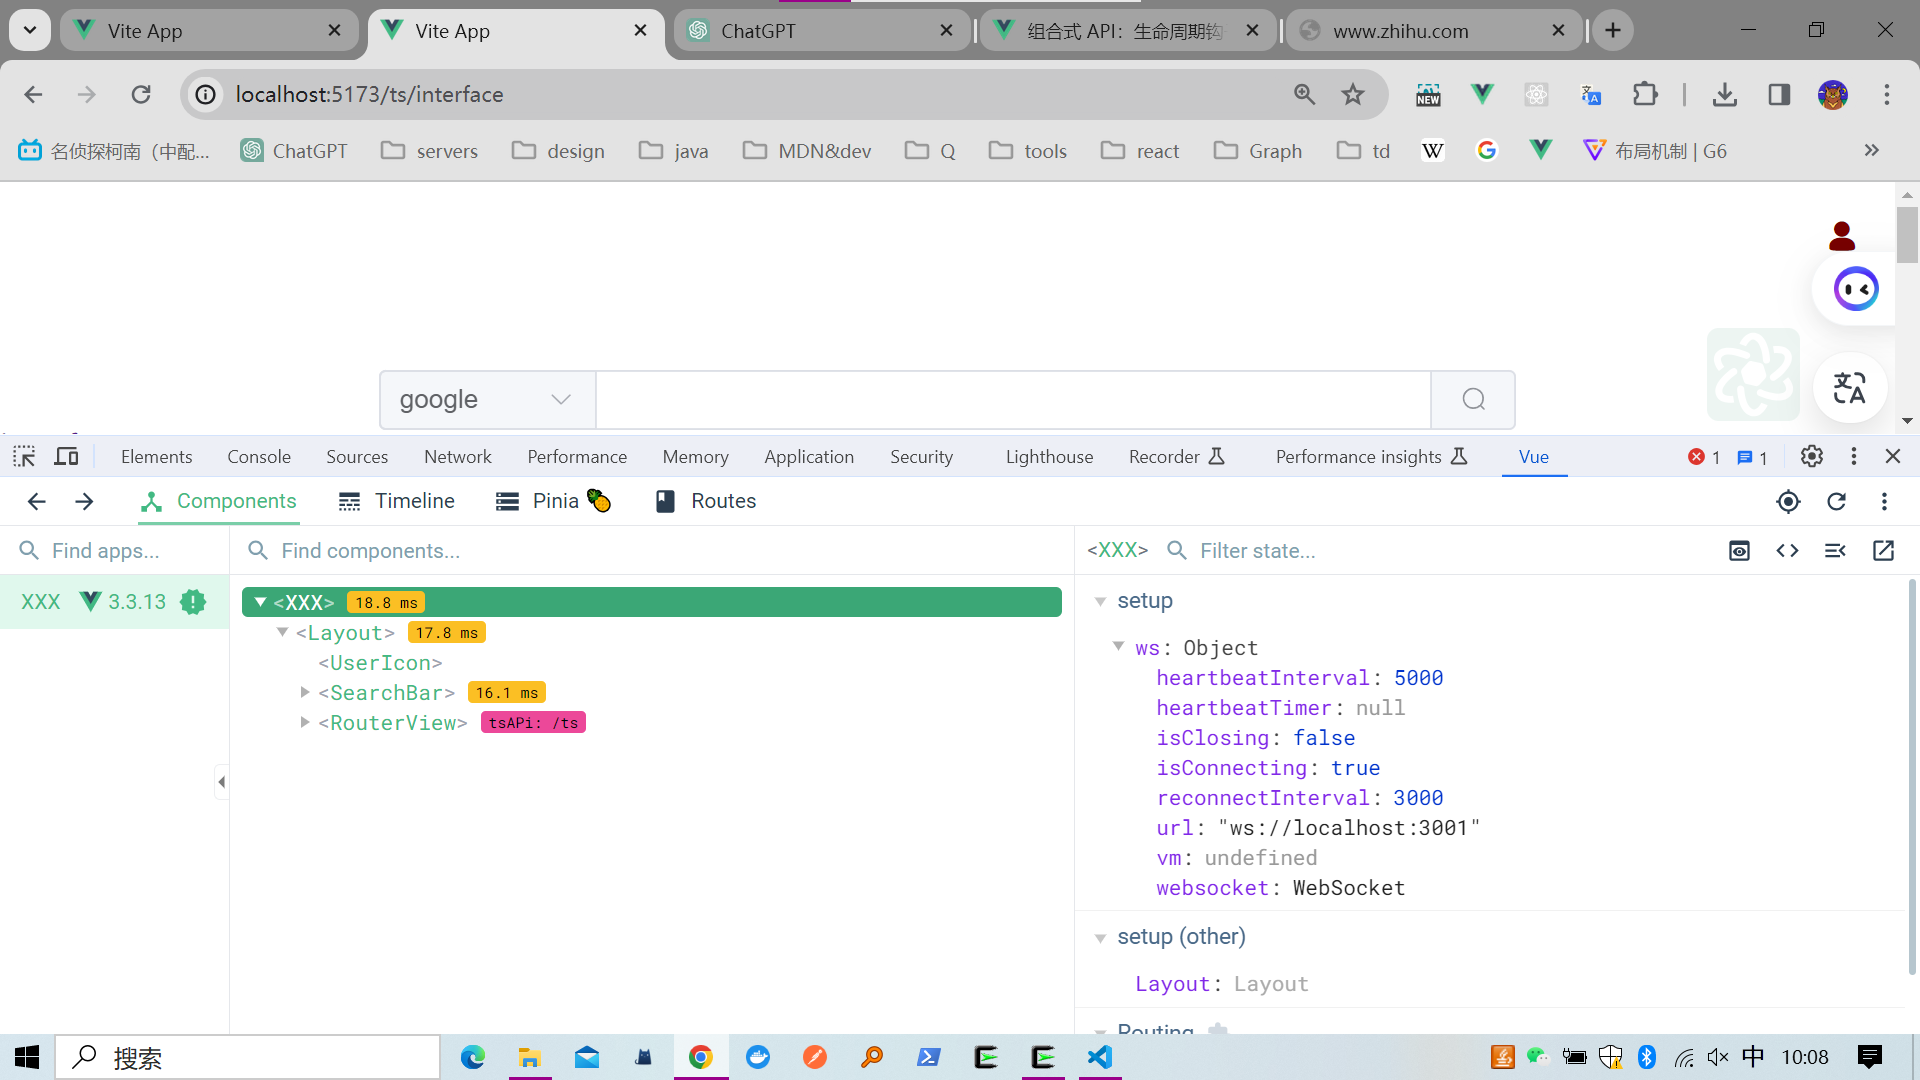 Vite App
Vite App
ChatGPT
组合式 API：生命周期钩
www.zhihu.com
localhost:5173/ts/interface
NEW
名侦探柯南（中配...
ChatGPT
servers
design
java
MDN&dev
Q
tools
react
Graph
td
W
布局机制 | G6
google
Elements
Console
Sources
Network
Performance
Memory
Application
Security
Lighthouse
Recorder
Performance insights
Vue
1
1
Components
Timeline
Pinia 🍍
Routes
Find apps...
Find components...
<XXX>
Filter state...
XXX 3.3.13
<XXX> 18.8 ms
<Layout> 17.8 ms
<UserIcon>
<SearchBar> 16.1 ms
<RouterView> tsAPi: /ts
setup
ws: Object
heartbeatInterval: 5000
heartbeatTimer: null
isClosing: false
isConnecting: true
reconnectInterval: 3000
url: "ws://localhost:3001"
vm: undefined
websocket: WebSocket
setup (other)
Layout: Layout
Routing
搜索
中
10:08